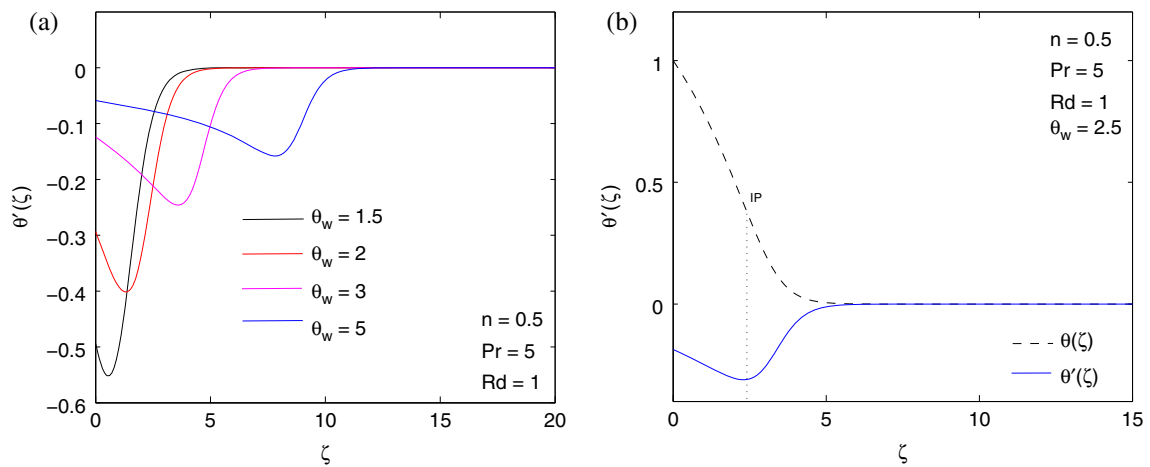 (a)
0
−0.1
−0.2
−0.3
−0.4
−0.5
−0.6
θ′(ζ)
θw = 1.5
θw = 2
θw = 3
θw = 5
n = 0.5
Pr = 5
Rd = 1
0 5 10 15 20
ζ
(b)
1
0.5
0
θ′(ζ)
n = 0.5
Pr = 5
Rd = 1
θw = 2.5
IP
θ(ζ)
θ′(ζ)
0 5 10 15
ζ